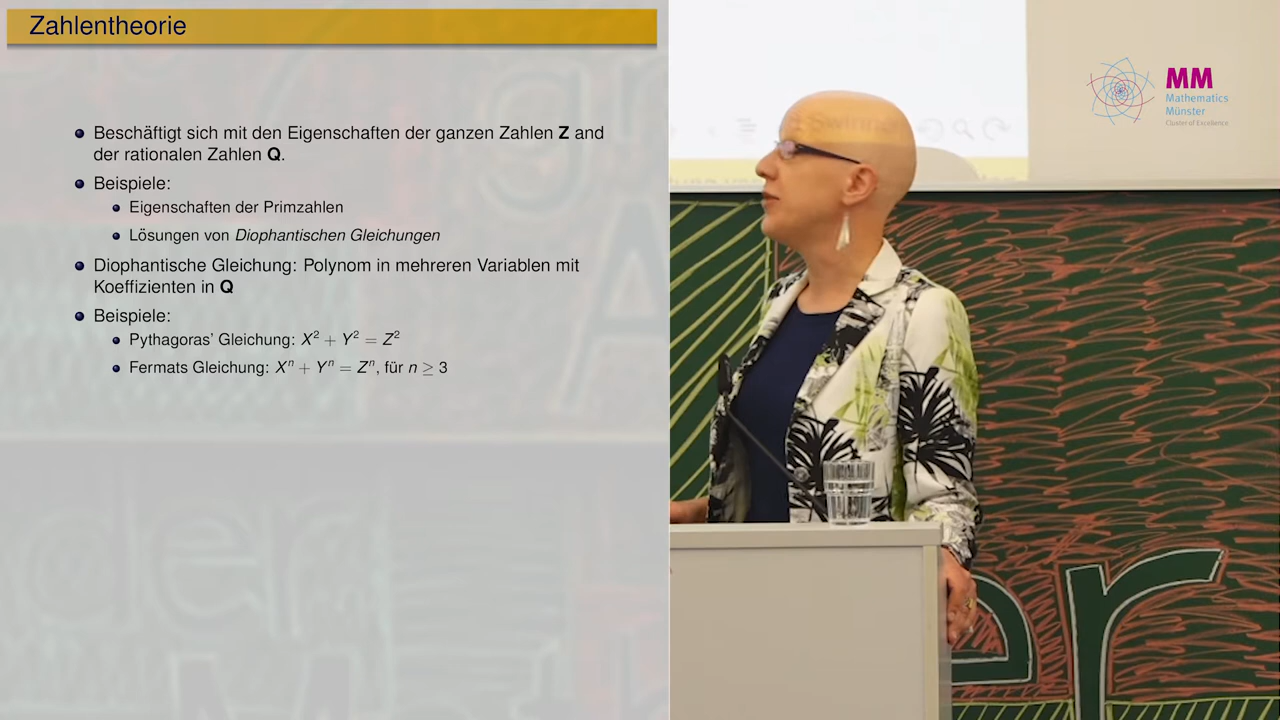 Zahlentheorie
Beschäftigt sich mit den Eigenschaften der ganzen Zahlen Z and
der rationalen Zahlen Q.
Beispiele:
Eigenschaften der Primzahlen
Lösungen von Diophantischen Gleichungen
Diophantische Gleichung: Polynom in mehreren Variablen mit
Koeffizienten in Q
Beispiele:
Pythagoras' Gleichung: X² + Y² = Z²
Fermats Gleichung: Xⁿ + Yⁿ = Zⁿ, für n ≥ 3
MM
Mathematics
Münster
Cluster of Excellence
er